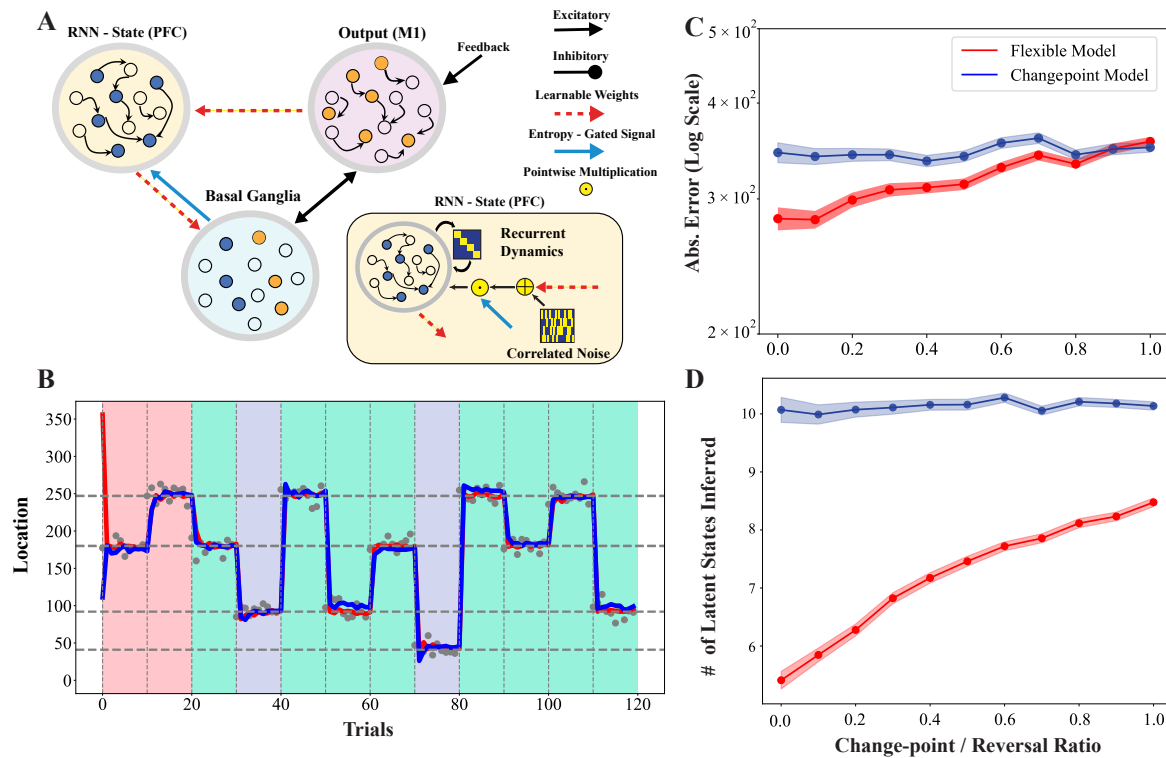 A
RNN - State (PFC)
Output (M1)
Feedback
Basal Ganglia
Excitatory
Inhibitory
Learnable Weights
Entropy - Gated Signal
Pointwise Multiplication
RNN - State (PFC)
Recurrent
Dynamics
Correlated Noise
B
Location
350
300
250
200
150
100
50
0
0
20
40
60
80
100
120
Trials
C
Abs. Error (Log Scale)
5 × 10²
4 × 10²
3 × 10²
2 × 10²
Flexible Model
Changepoint Model
0.0
0.2
0.4
0.6
0.8
1.0
D
# of Latent States Inferred
10
9
8
7
6
0.0
0.2
0.4
0.6
0.8
1.0
Change-point / Reversal Ratio